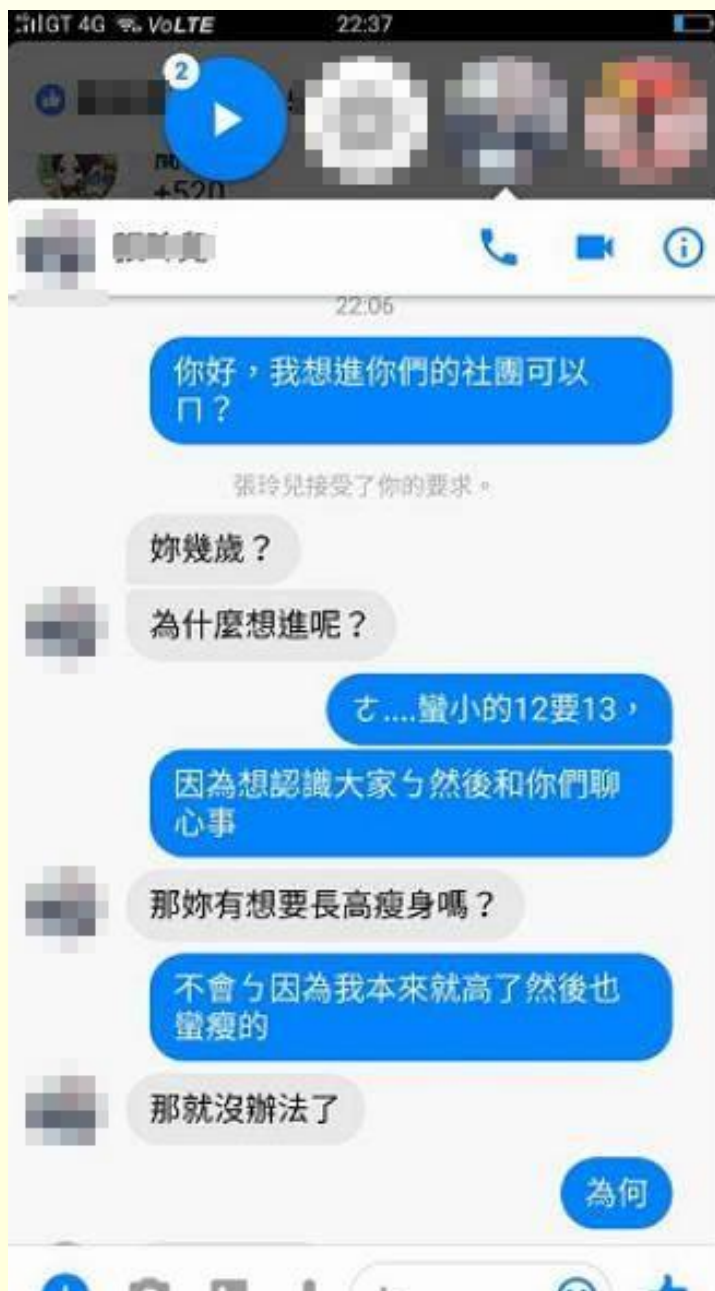 GT 4G VoLTE 22:37
2
+520
22:06
你好，我想進你們的社團可以
ㄇ？
張玲兒接受了你的要求。
妳幾歲？
為什麼想進呢？
ㄜ....蠻小的12要13，
因為想認識大家ㄅ然後和你們聊
心事
那妳有想要長高瘦身嗎？
不會ㄅ因為我本來就高了然後也
蠻瘦的
那就沒辦法了
為何